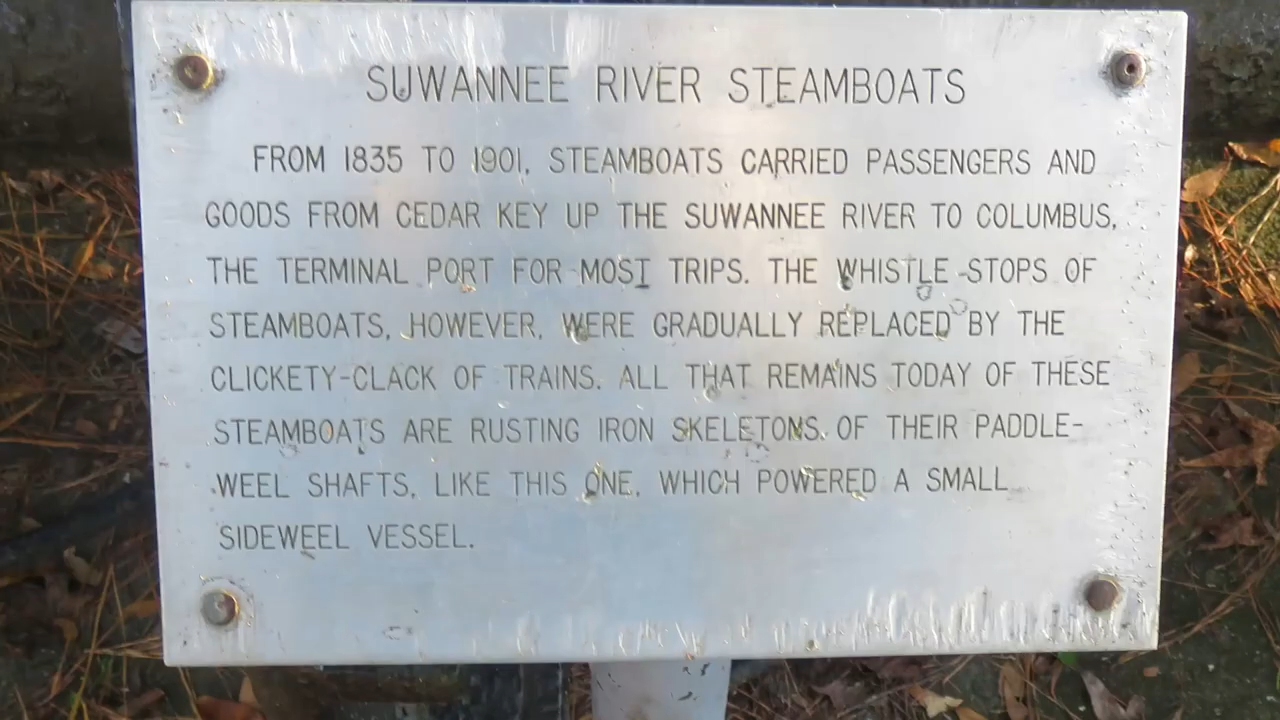 SUWANNEE RIVER STEAMBOATS
FROM 1835 TO 1901, STEAMBOATS CARRIED PASSENGERS AND
GOODS FROM CEDAR KEY UP THE SUWANNEE RIVER TO COLUMBUS,
THE TERMINAL PORT FOR MOST TRIPS. THE WHISTLE-STOPS OF
STEAMBOATS, HOWEVER, WERE GRADUALLY REPLACED BY THE
CLICKETY-CLACK OF TRAINS. ALL THAT REMAINS TODAY OF THESE
STEAMBOATS ARE RUSTING IRON SKELETONS OF THEIR PADDLE-
WEEL SHAFTS, LIKE THIS ONE, WHICH POWERED A SMALL
SIDEWEEL VESSEL.